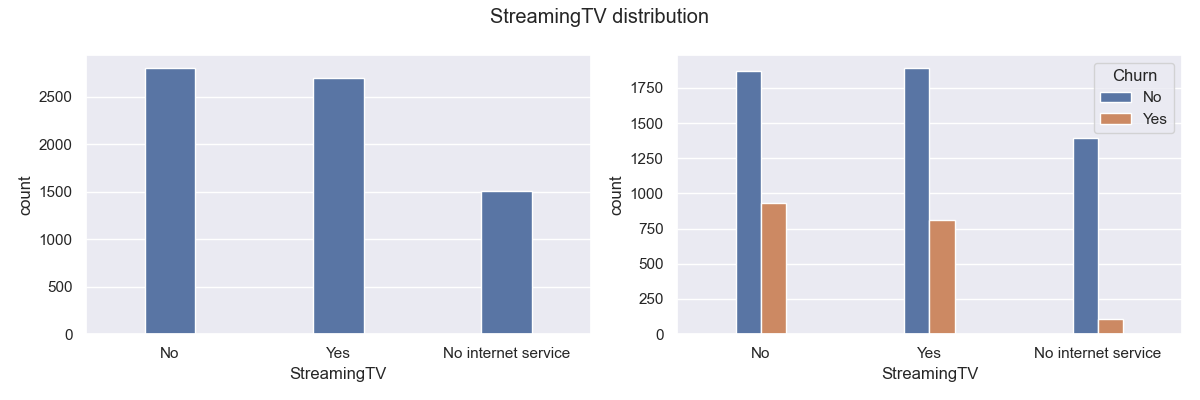 StreamingTV distribution
2500
2000
1500
1000
500
0
count
No
Yes
No internet service
StreamingTV
1750
1500
1250
1000
750
500
250
0
count
No
Yes
No internet service
StreamingTV
Churn
No
Yes